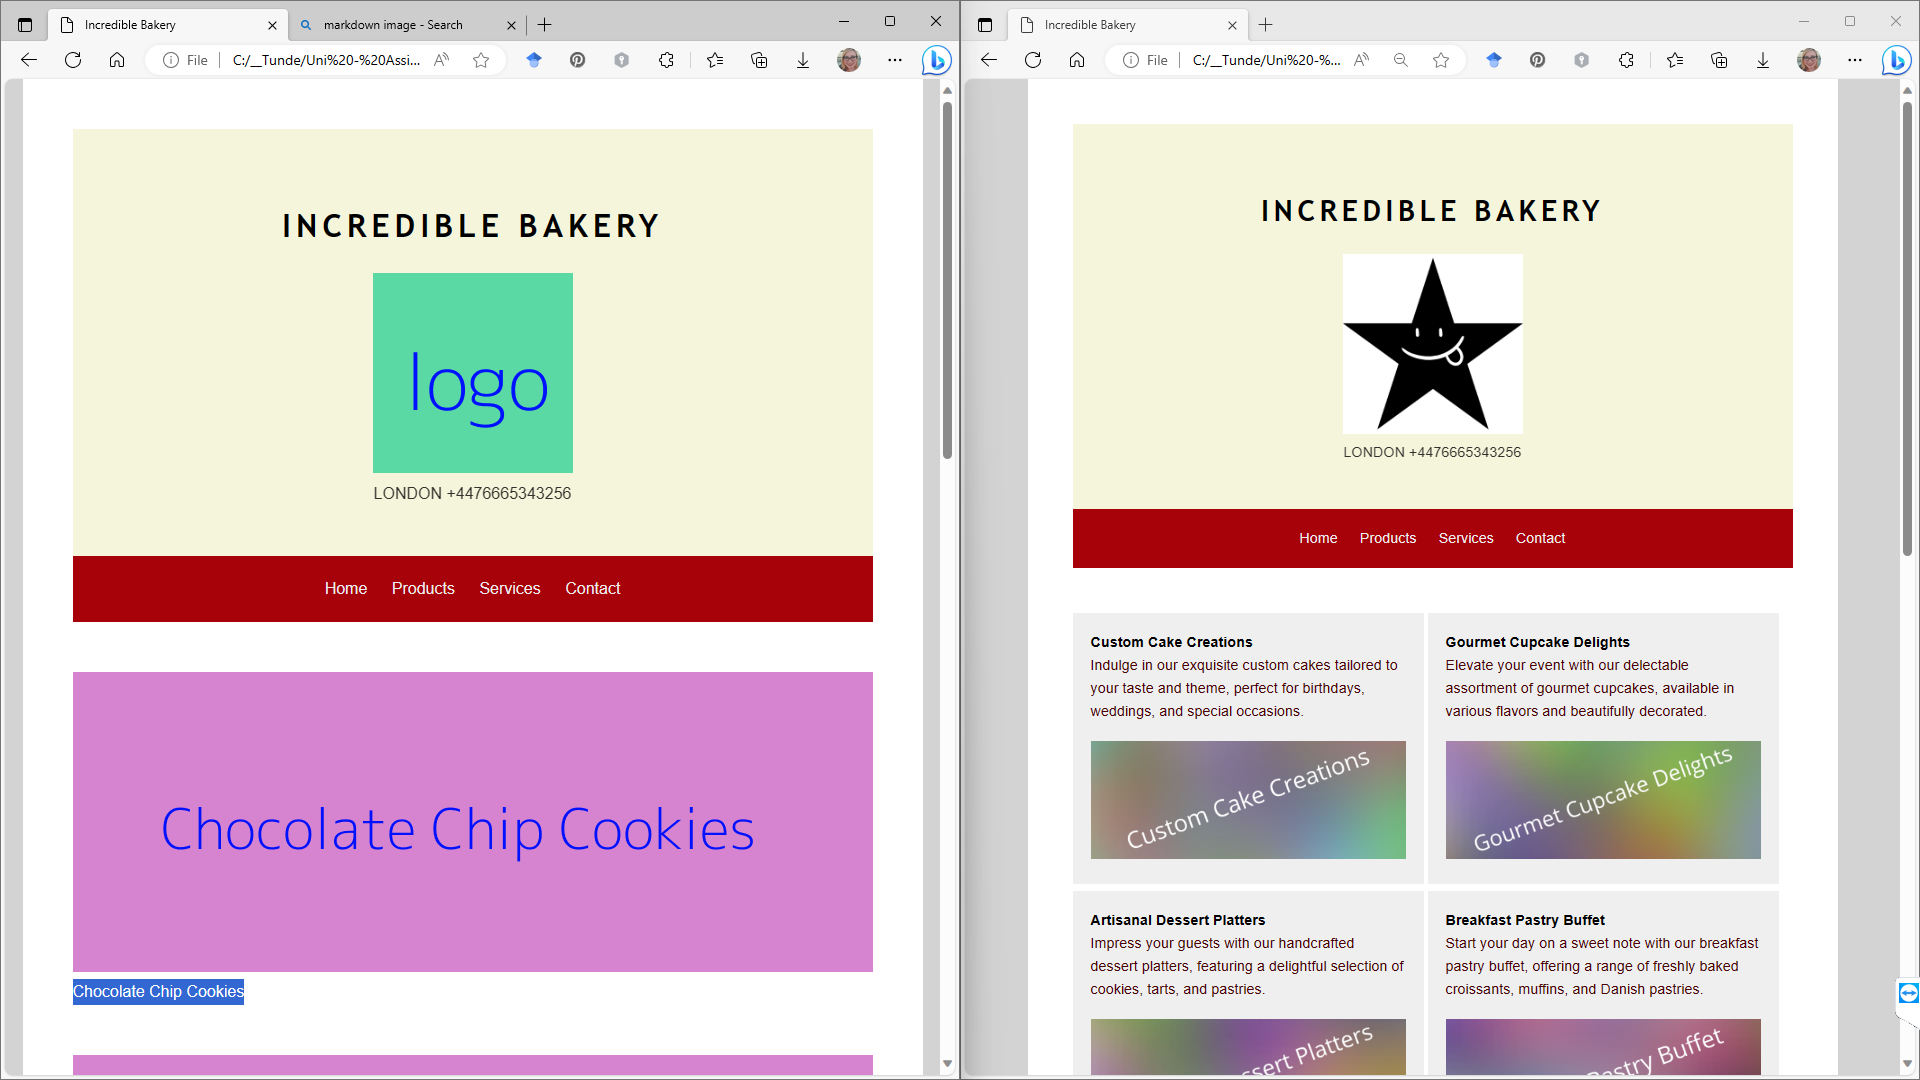 Incredible Bakery
markdown image - Search
File
C:/__Tunde/Uni%20-%20Assi...
INCREDIBLE BAKERY
logo
LONDON +4476665343256
Home Products Services Contact
Chocolate Chip Cookies
Chocolate Chip Cookies
Incredible Bakery
File
C:/__Tunde/Uni%20-%...
INCREDIBLE BAKERY
LONDON +4476665343256
Home Products Services Contact
Custom Cake Creations
Indulge in our exquisite custom cakes tailored to
your taste and theme, perfect for birthdays,
weddings, and special occasions.
Custom Cake Creations
Gourmet Cupcake Delights
Elevate your event with our delectable
assortment of gourmet cupcakes, available in
various flavors and beautifully decorated.
Gourmet Cupcake Delights
Artisanal Dessert Platters
Impress your guests with our handcrafted
dessert platters, featuring a delightful selection of
cookies, tarts, and pastries.
ssert Platters
Breakfast Pastry Buffet
Start your day on a sweet note with our breakfast
pastry buffet, offering a range of freshly baked
croissants, muffins, and Danish pastries.
Pastry Buffet